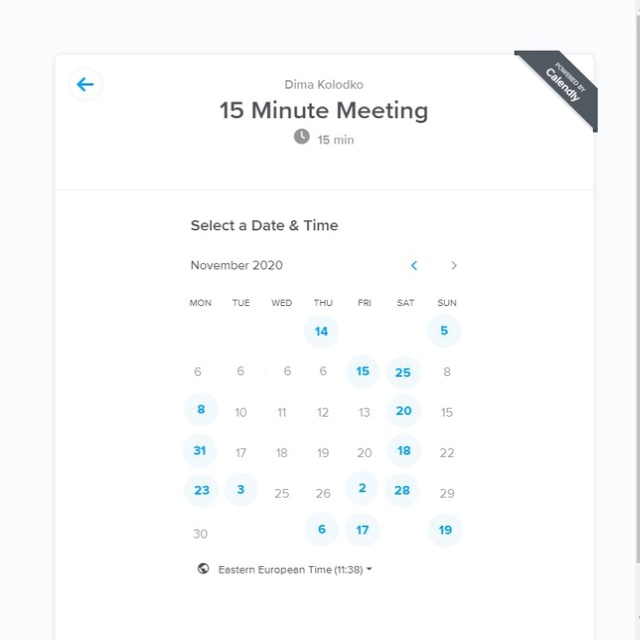 POWERED BY
Calendly
Dima Kolodko
15 Minute Meeting
15 min
Select a Date & Time
November 2020
MON TUE WED THU FRI SAT SUN
14 5
6 6 6 6 15 25 8
8 10 11 12 13 20 15
31 17 18 19 20 18 22
23 3 25 26 2 28 29
30 6 17 19
Eastern European Time (11:38)